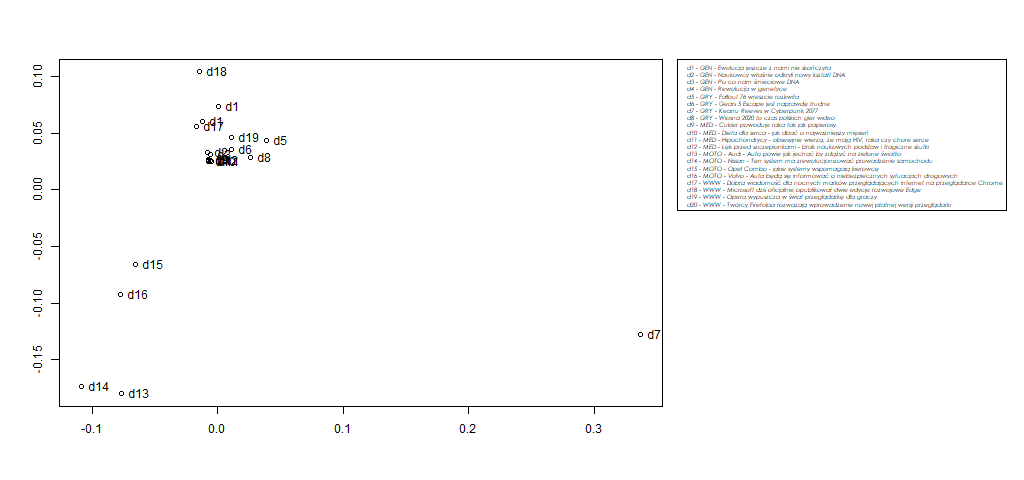 0.10
0.05
0.00
-0.05
-0.10
-0.15
-0.1
0.0
0.1
0.2
0.3
d18
d1
d1
d17
d19
d5
d6
d8
d15
d16
d7
d14
d13
d1 - GEN - Ewolucja jeszcze z nami nie skończyła
d2 - GEN - Naukowcy właśnie odkryli nowy kształt DNA
d3 - GEN - Po co nam śmieciowe DNA
d4 - GEN - Rewolucja w genetyce
d5 - GRY - Fallout 76 wreszcie rozkwita
d6 - GRY - Gears 5 Escape jest naprawdę trudne
d7 - GRY - Keanu Reeves w Cyberpunk 2077
d8 - GRY - Wiosna 2020 to czas polskich gier wideo
d9 - MED - Cukier powoduje raka tak jak papierosy
d10 - MED - Dieta dla serca - jak dbać o najważniejszy mięsień
d11 - MED - Hipochondrycy - obsesyjnie wierzą, że mają HIV, raka czy chore serce
d12 - MED - Lęk przed szczepionkami - brak naukowych podstaw i tragiczne skutki
d13 - MOTO - Audi - Auto powie jak jechać by zdążyć na zielone światło
d14 - MOTO - Nissan - Ten system ma zrewolucjonizować prowadzenie samochodu
d15 - MOTO - Opel Combo - jakie systemy wspomagają kierowcę
d16 - MOTO - Volvo - Auta będą się informować o niebezpiecznych sytuacjach drogowych
d17 - WWW - Dobra wiadomość dla nocnych marków przeglądających internet na przeglądarce Chrome
d18 - WWW - Microsoft dziś oficjalnie opublikował dwie edycje rozwojowe Edge
d19 - WWW - Opera wypuszcza w świat przeglądarkę dla graczy
d20 - WWW - Twórcy Firefoksa rozważają wprowadzenie nowej płatnej wersji przeglądarki